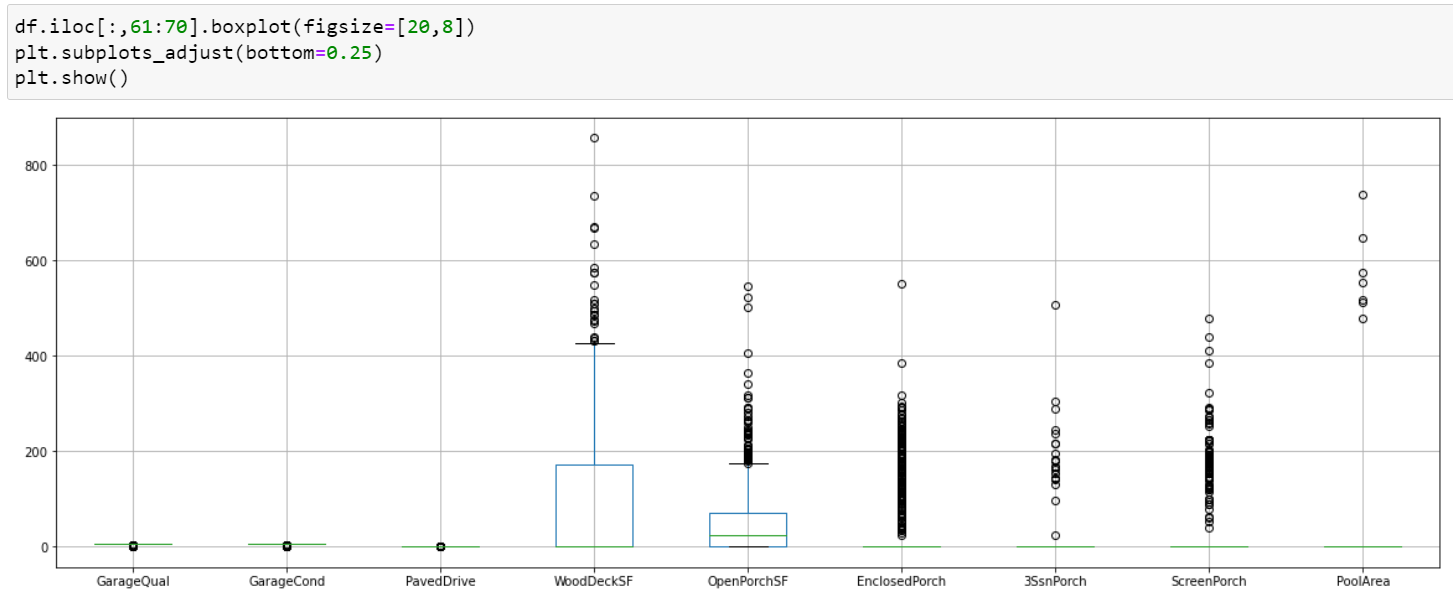 df.iloc[:,61:70].boxplot(figsize=[20,8])
plt.subplots_adjust(bottom=0.25)
plt.show()
800
600
400
200
0
GarageQual GarageCond PavedDrive WoodDeckSF OpenPorchSF EnclosedPorch 3SsnPorch ScreenPorch PoolArea